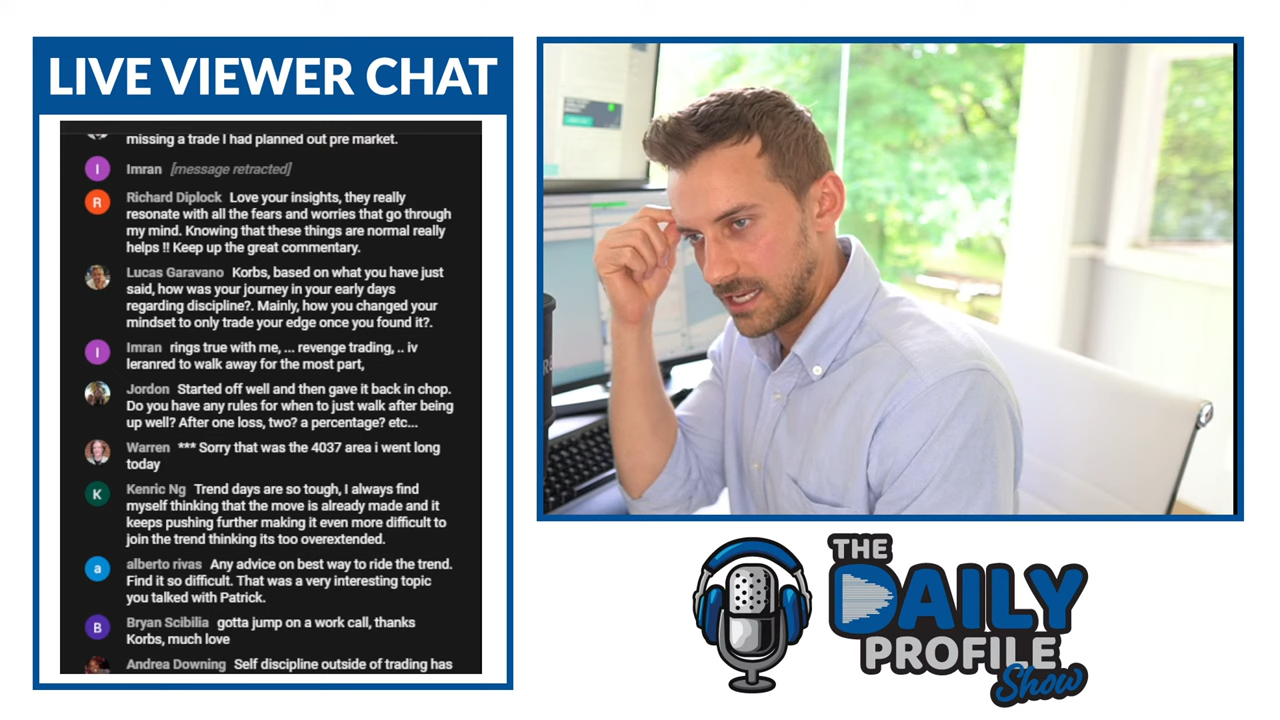 LIVE VIEWER CHAT
missing a trade I had planned out pre market.
I
Imran [message retracted]
R
Richard Diplock Love your insights, they really
resonate with all the fears and worries that go through
my mind. Knowing that these things are normal really
helps !! Keep up the great commentary.
Lucas Garavano Korbs, based on what you have just
said, how was your journey in your early days
regarding discipline?. Mainly, how you changed your
mindset to only trade your edge once you found it?.
I
Imran rings true with me, ... revenge trading, .. iv
leranred to walk away for the most part,
Jordon Started off well and then gave it back in chop.
Do you have any rules for when to just walk after being
up well? After one loss, two? a percentage? etc...
Warren *** Sorry that was the 4037 area i went long
today
K
Kenric Ng Trend days are so tough, I always find
myself thinking that the move is already made and it
keeps pushing further making it even more difficult to
join the trend thinking its too overextended.
a
alberto rivas Any advice on best way to ride the trend.
Find it so difficult. That was a very interesting topic
you talked with Patrick.
B
Bryan Scibilia gotta jump on a work call, thanks
Korbs, much love
Andrea Downing Self discipline outside of trading has
THE
DAILY
PROFILE
Show